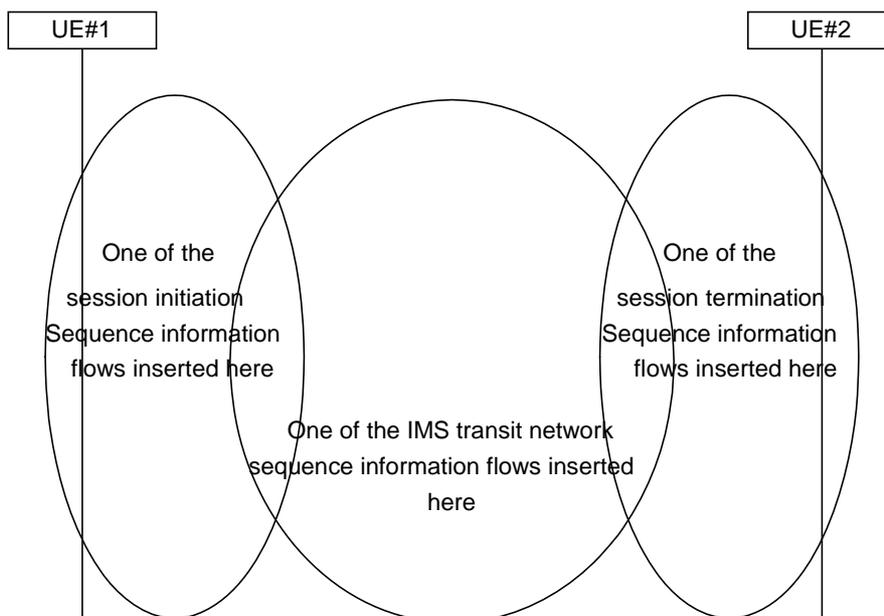 UE#1
UE#2
One of the
session initiation
Sequence information
flows inserted here
One of the
session termination
Sequence information
flows inserted here
One of the IMS transit network
sequence information flows inserted
here